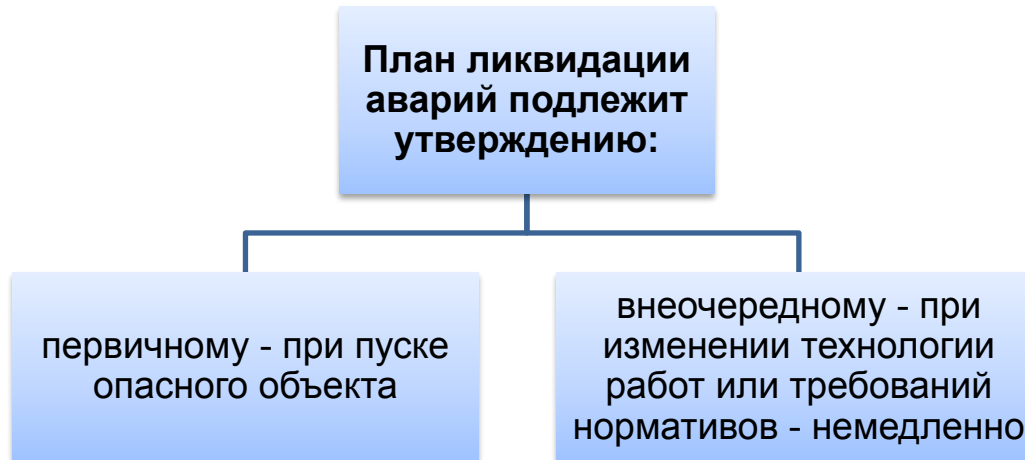 План ликвидации
аварий подлежит
утверждению:
первичному - при пуске
опасного объекта
внеочередному - при
изменении технологии
работ или требований
нормативов - немедленно